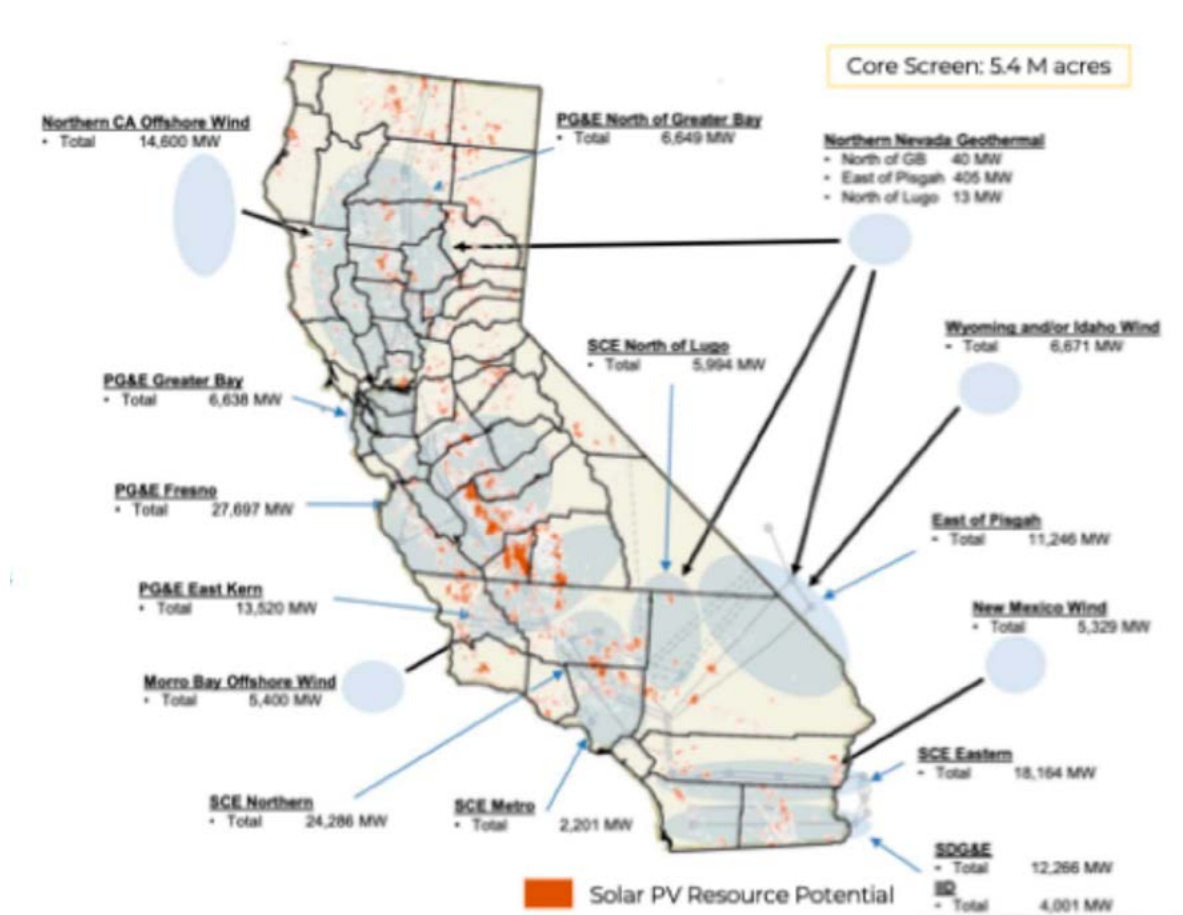 Core Screen: 5.4 M acres
Northern CA Offshore Wind
• Total 14,600 MW
PG&E North of Greater Bay
• Total 6,649 MW
Northern Nevada Geothermal
• North of GB 40 MW
• East of Pisgah 405 MW
• North of Lugo 13 MW
Wyoming and/or Idaho Wind
• Total 6,671 MW
SCE North of Lugo
• Total 5,994 MW
PG&E Greater Bay
• Total 6,638 MW
PG&E Fresno
• Total 27,697 MW
East of Pisgah
• Total 11,246 MW
PG&E East Kern
• Total 13,520 MW
New Mexico Wind
• Total 5,329 MW
Morro Bay Offshore Wind
• Total 5,400 MW
SCE Eastern
• Total 18,164 MW
SCE Northern
• Total 24,286 MW
SCE Metro
• Total 2,201 MW
SDG&E
• Total 12,266 MW
IID
• Total 4,001 MW
Solar PV Resource Potential